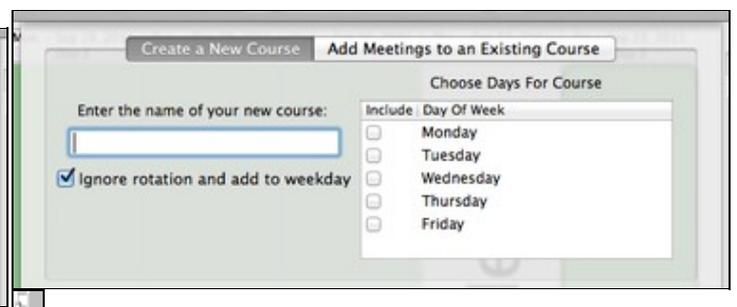 Create a New Course Add Meetings to an Existing Course
Choose Days For Course
Enter the name of your new course:
Include Day Of Week
Monday
Tuesday
Ignore rotation and add to weekday
Wednesday
Thursday
Friday